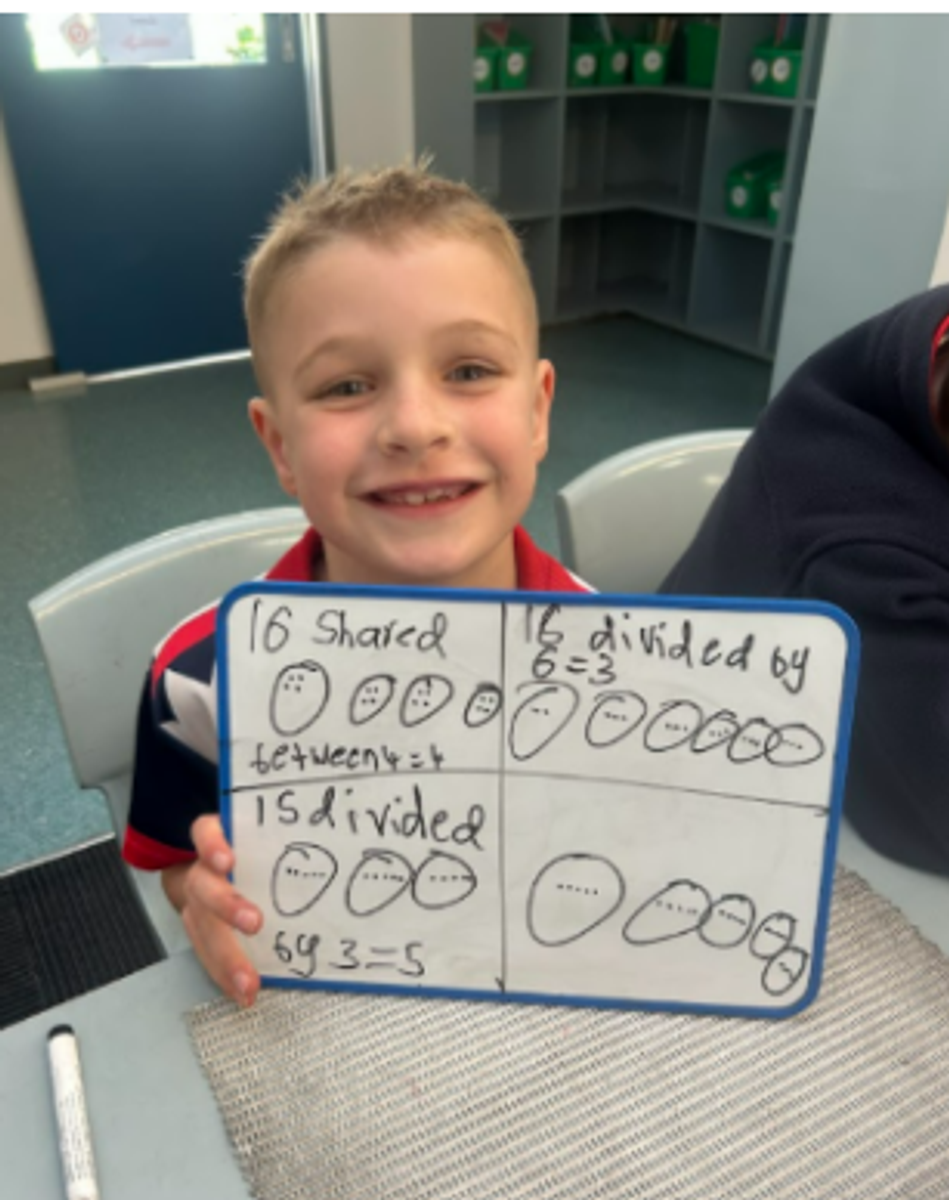 16 Shared
between 4 = 4
16 divided by
6 = 3
15 divided
by 3 = 5